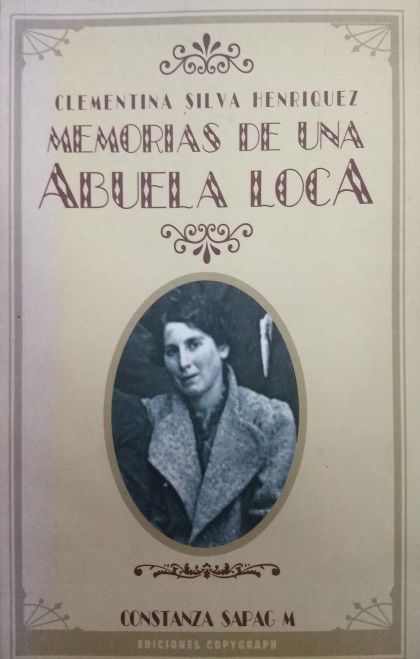 CLEMENTINA SILVA HENRIQUEZ
MEMORIAS DE UNA
ABUELA LOCA
CONSTANZA SAPAG M
EDICIONES COPYGRAPH